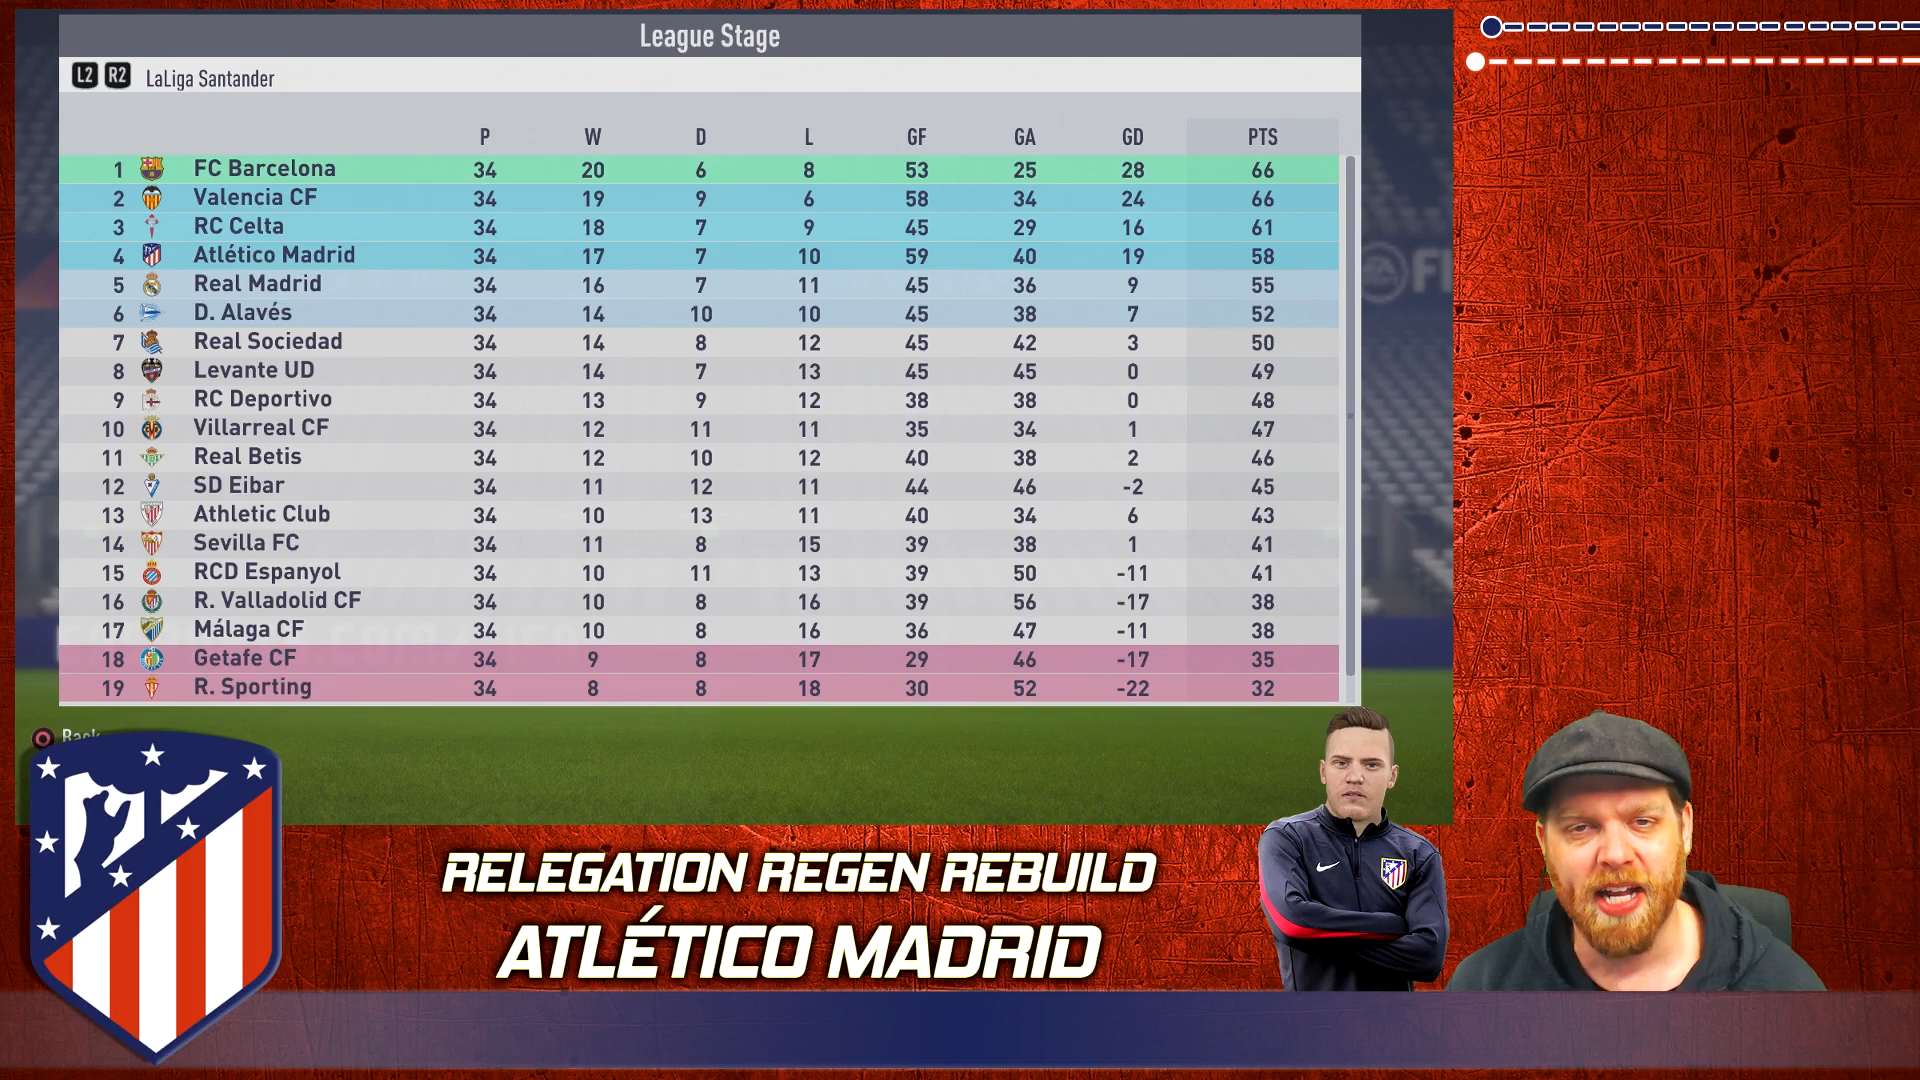 League Stage
L2 R2 LaLiga Santander
P W D L GF GA GD PTS
1 FC Barcelona 34 20 6 8 53 25 28 66
2 Valencia CF 34 19 9 6 58 34 24 66
3 RC Celta 34 18 7 9 45 29 16 61
4 Atlético Madrid 34 17 7 10 59 40 19 58
5 Real Madrid 34 16 7 11 45 36 9 55
6 D. Alavés 34 14 10 10 45 38 7 52
7 Real Sociedad 34 14 8 12 45 42 3 50
8 Levante UD 34 14 7 13 45 45 0 49
9 RC Deportivo 34 13 9 12 38 38 0 48
10 Villarreal CF 34 12 11 11 35 34 1 47
11 Real Betis 34 12 10 12 40 38 2 46
12 SD Eibar 34 11 12 11 44 46 -2 45
13 Athletic Club 34 10 13 11 40 34 6 43
14 Sevilla FC 34 11 8 15 39 38 1 41
15 RCD Espanyol 34 10 11 13 39 50 -11 41
16 R. Valladolid CF 34 10 8 16 39 56 -17 38
17 Málaga CF 34 10 8 16 36 47 -11 38
18 Getafe CF 34 9 8 17 29 46 -17 35
19 R. Sporting 34 8 8 18 30 52 -22 32
Back
RELEGATION REGEN REBUILD
ATLÉTICO MADRID